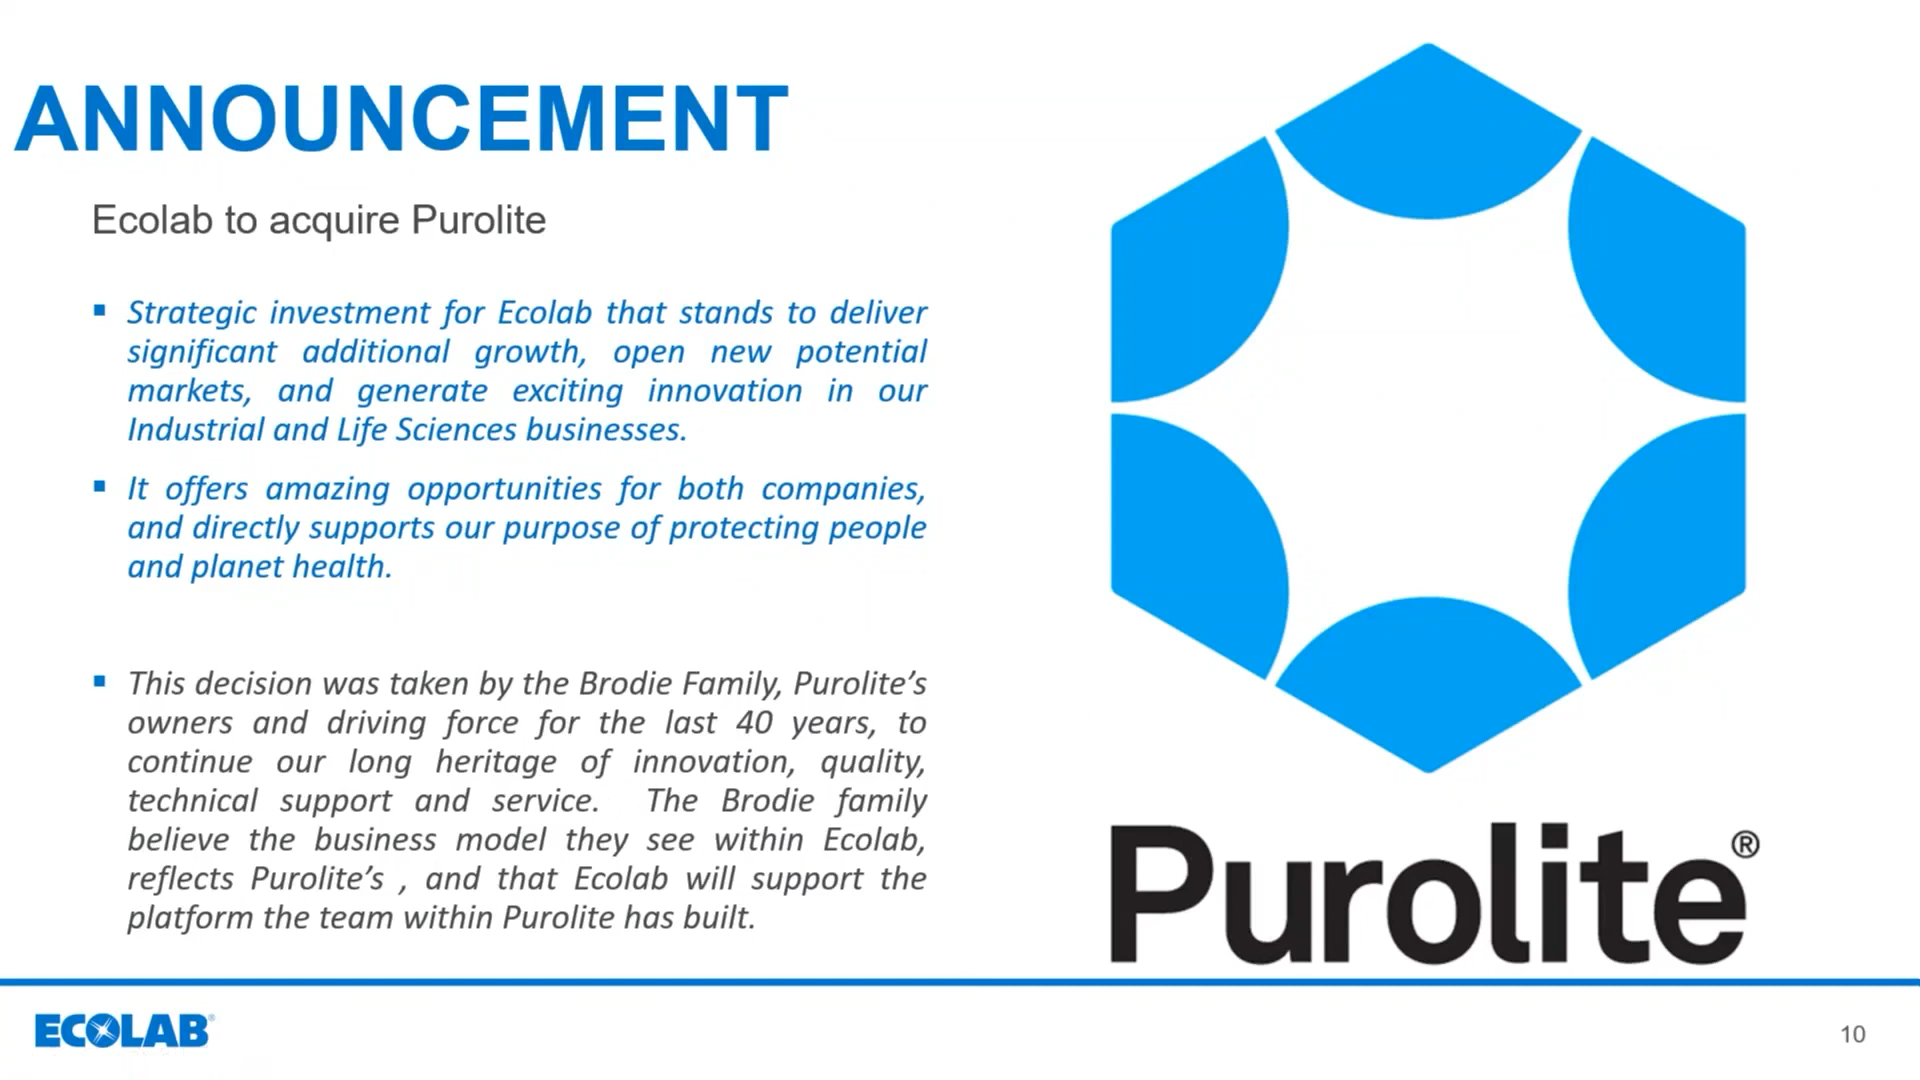 ANNOUNCEMENT
Ecolab to acquire Purolite
▪ Strategic investment for Ecolab that stands to deliver
significant additional growth, open new potential
markets, and generate exciting innovation in our
Industrial and Life Sciences businesses.
▪ It offers amazing opportunities for both companies,
and directly supports our purpose of protecting people
and planet health.
▪ This decision was taken by the Brodie Family, Purolite’s
owners and driving force for the last 40 years, to
continue our long heritage of innovation, quality,
technical support and service.  The Brodie family
believe the business model they see within Ecolab,
reflects Purolite’s , and that Ecolab will support the
platform the team within Purolite has built.
Purolite®
ECOLAB®
10